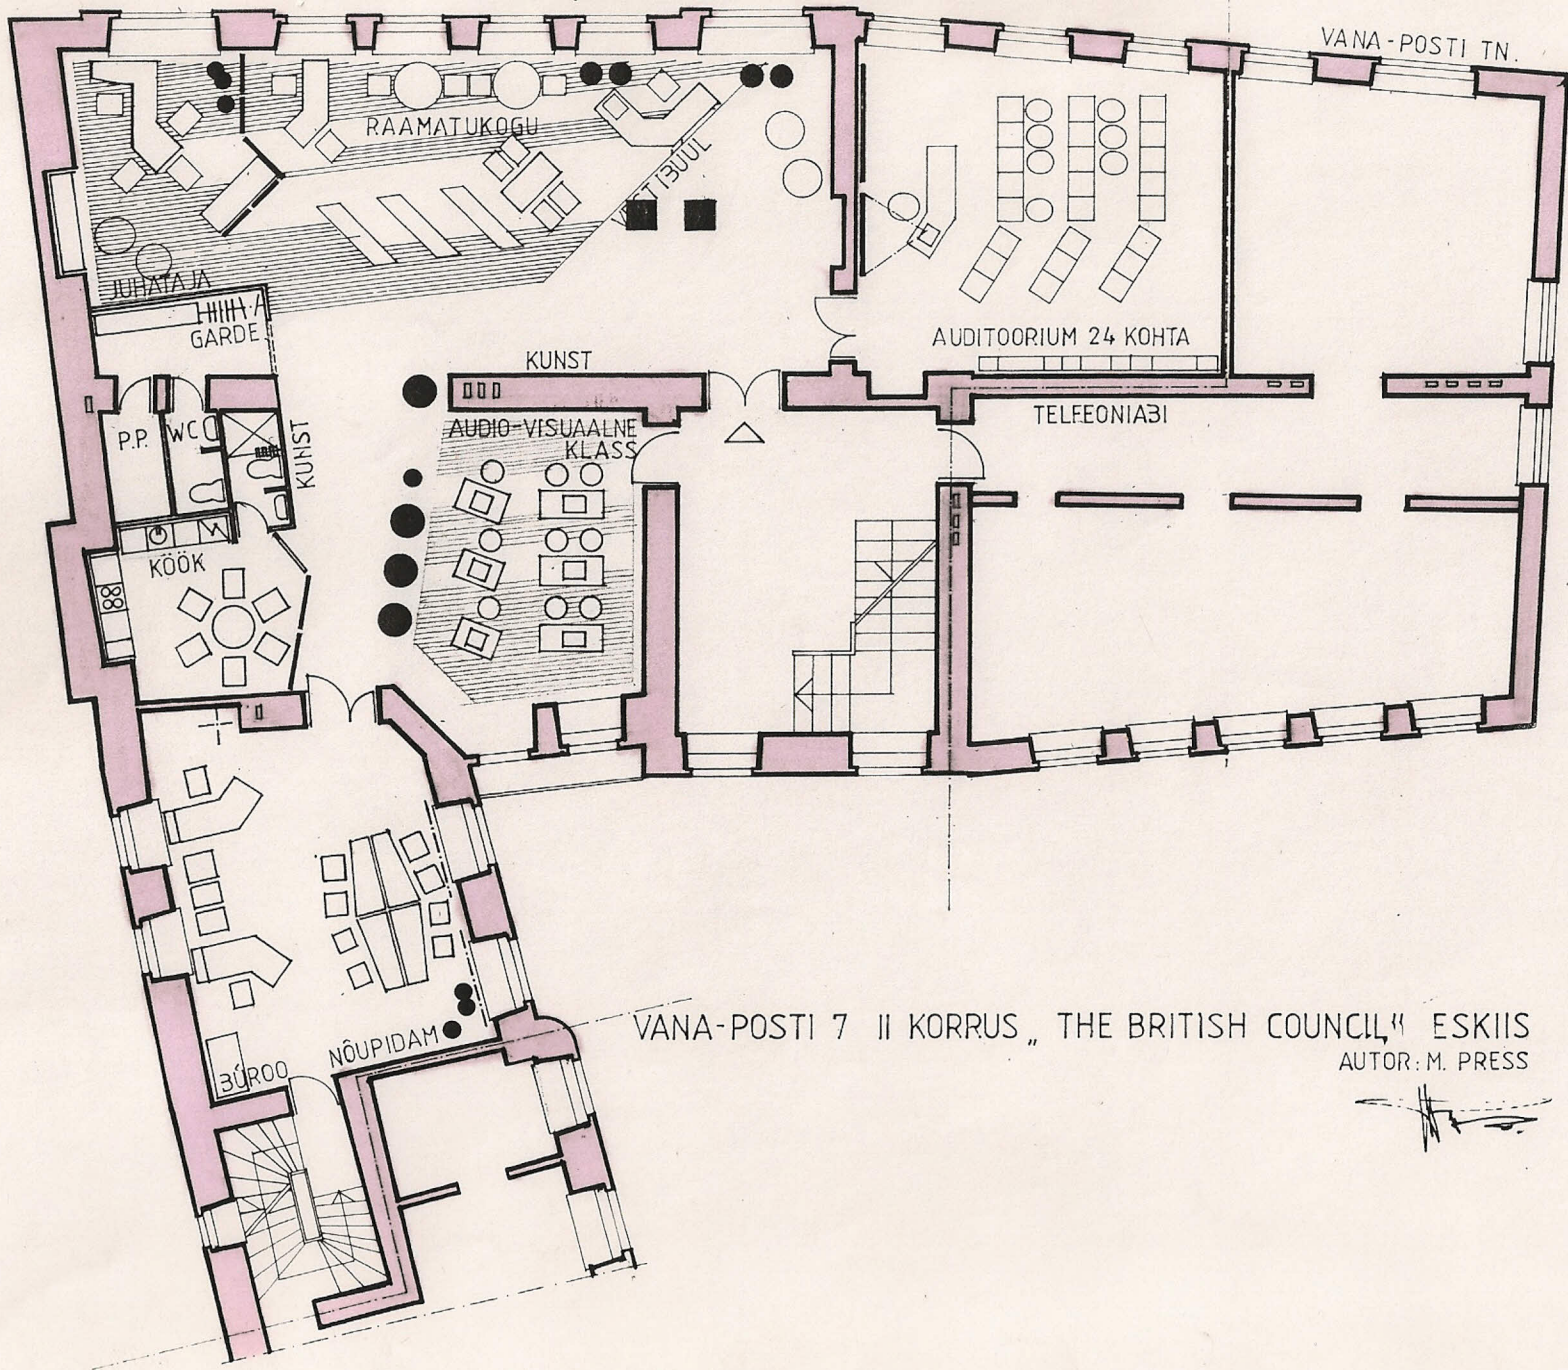 VANA-POSTI TN.
RAAMATUKOGU
VESTIBÜÜL
JUHATAJA
GARDE.
AUDITOORIUM 24 KOHTA
KUNST
TELEFONIABI
AUDIO-VISUAALNE
KLASS
P.P.
WC
KUNST
KÖÖK
VANA-POSTI 7 II KORRUS „THE BRITISH COUNCIL“ ESKIIS
AUTOR: M. PRESS
NÕUPIDAM
BÜROO